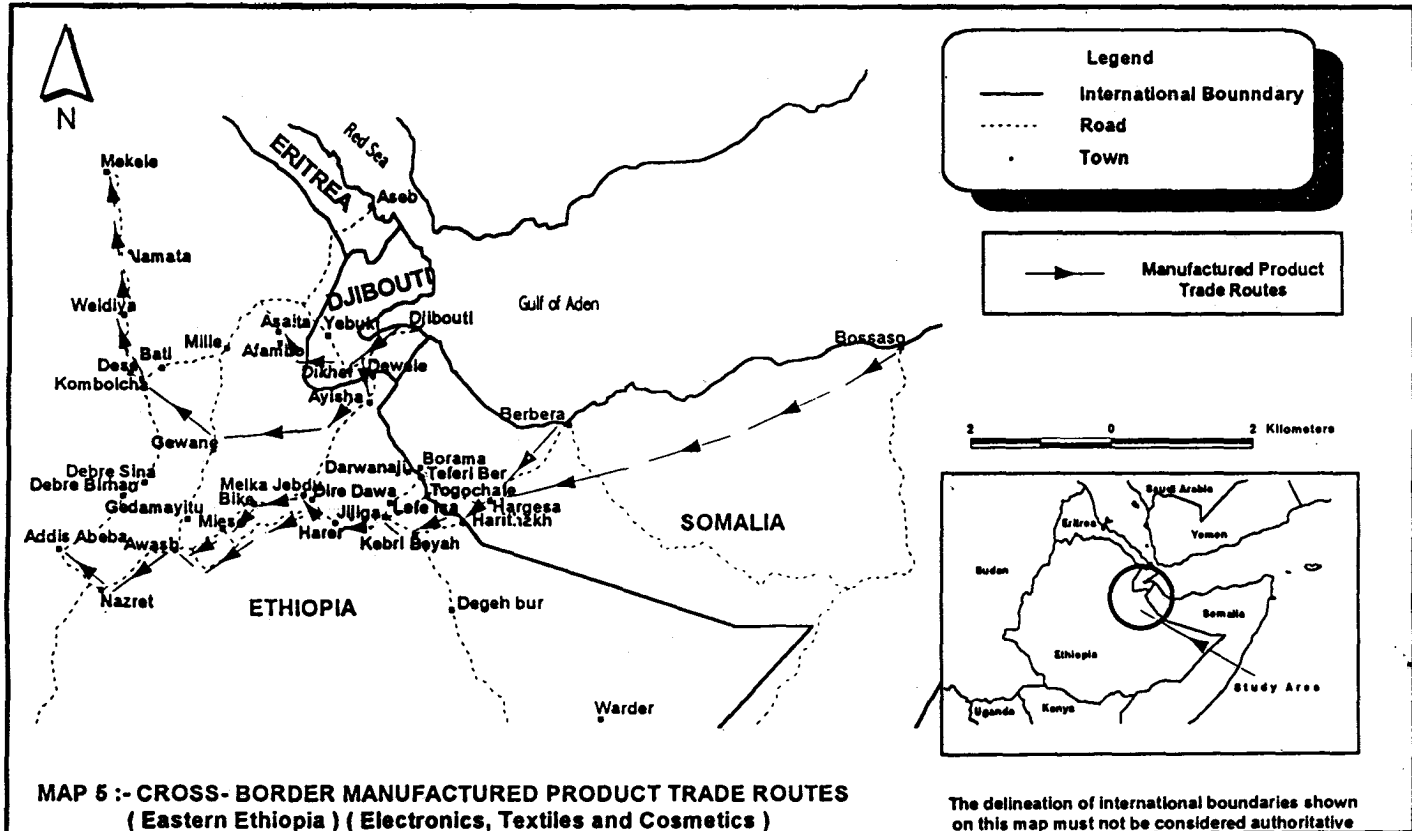 N
Mekele
ERITREA
Red Sea
Aseb
Namata
DJIBOUTI
Weidiya
Asaita
Yebuki
Djibouti
Gulf of Aden
Mille
Afambo
Bossaso
Dese
Bati
Dikhel
Dewele
Kombolcha
Ayisha
Berbera
Gewane
Borama
Darwanaji
Teferi Ber
Debre Sina
Debre Birhan
Melka Jebdu
Dire Dawa
Togochale
Bike
Lefe Isa
Hargesa
Godamayitu
Jijiga
Mieso
Harer
SOMALIA
Addis Abeba
Awash
Kebri Beyah
Nazret
ETHIOPIA
Degeh bur
Warder
Legend
International Bounndary
Road
Town
Manufactured Product
Trade Routes
2 0 2 Kilometers
Saudi Arabia
Eritrea
Yemen
Sudan
Somalia
Ethiopia
Study Area
Uganda
Kenya
MAP 5 :- CROSS- BORDER MANUFACTURED PRODUCT TRADE ROUTES
( Eastern Ethiopia ) ( Electronics, Textiles and Cosmetics )
The delineation of international boundaries shown
on this map must not be considered authoritative